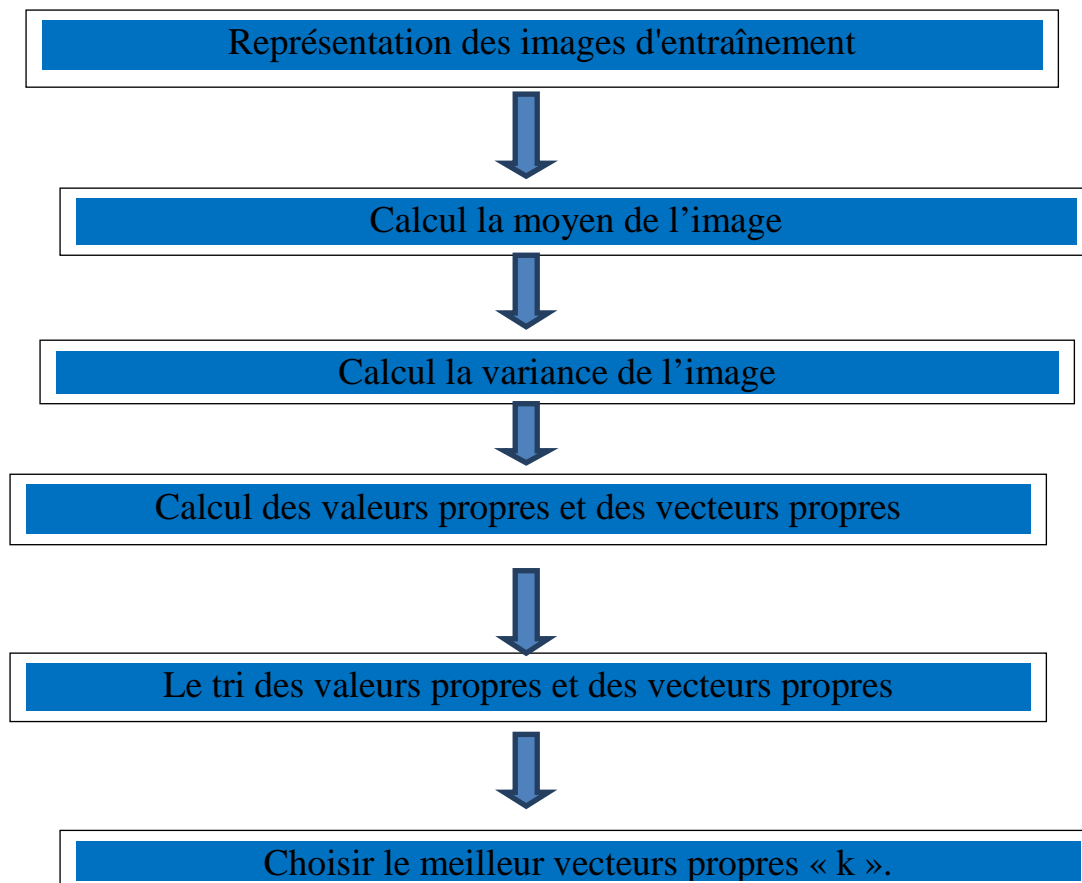 Représentation des images d'entraînement
Calcul la moyen de l’image
Calcul la variance de l’image
Calcul des valeurs propres et des vecteurs propres
Le tri des valeurs propres et des vecteurs propres
Choisir le meilleur vecteurs propres « k ».